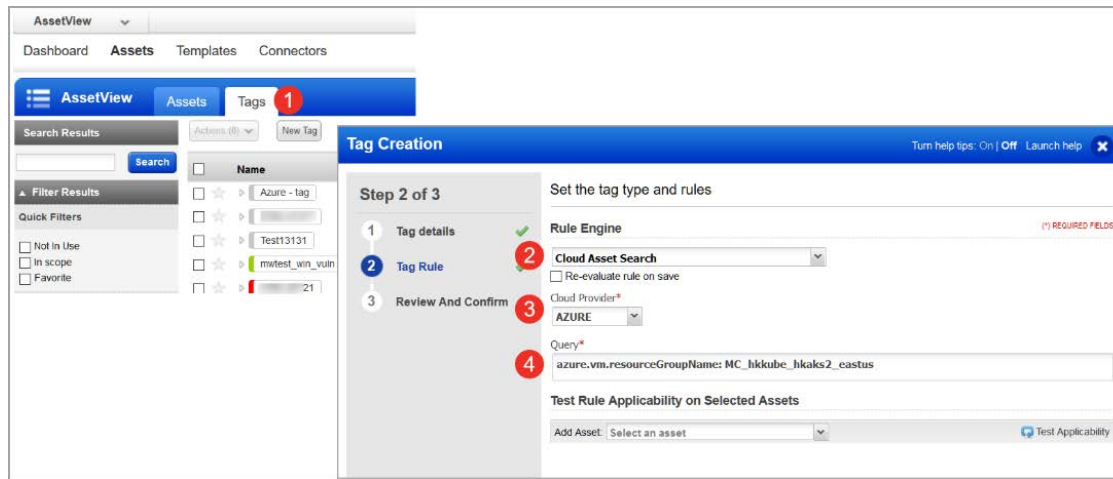 AssetView
Dashboard Assets Templates Connectors
AssetView Assets Tags 1
Search Results
Search
Filter Results
Quick Filters
Not In Use
In scope
Favorite
Actions (0) New Tag
Name
Azure - tag
Test13131
mwtest_win_vuln
21
Tag Creation
Turn help tips: On | Off Launch help
Step 2 of 3
1 Tag details
2 Tag Rule
3 Review And Confirm
Set the tag type and rules
Rule Engine
(*) REQUIRED FIELDS
2 Cloud Asset Search
Re-evaluate rule on save
Cloud Provider*
3 AZURE
Query*
4 azure.vm.resourceGroupName: MC_hkkube_hkaks2_eastus
Test Rule Applicability on Selected Assets
Add Asset: Select an asset
Test Applicability